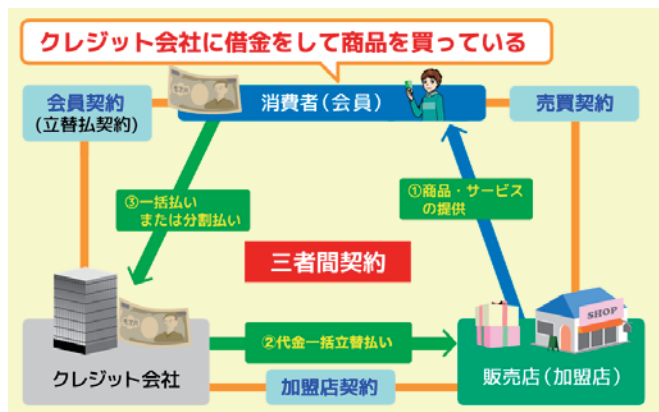 クレジット会社に借金をして商品を買っている
会員契約
(立替払契約)
消費者(会員)
売買契約
③一括払い
または分割払い
①商品・サービス
の提供
三者間契約
SHOP
②代金一括立替払い
クレジット会社
加盟店契約
販売店(加盟店)